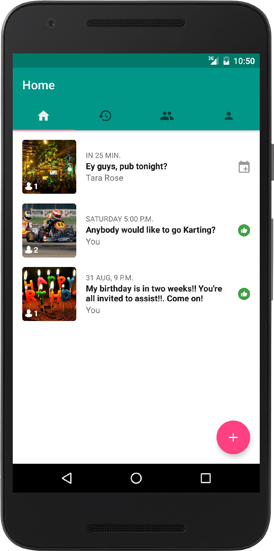 10:50
Home
IN 25 MIN.
Ey guys, pub tonight?
Tara Rose
1
SATURDAY 5:00 P.M.
Anybody would like to go Karting?
You
2
31 AUG, 9 P.M.
My birthday is in two weeks!! You're
all invited to assist!!. Come on!
You
1
+